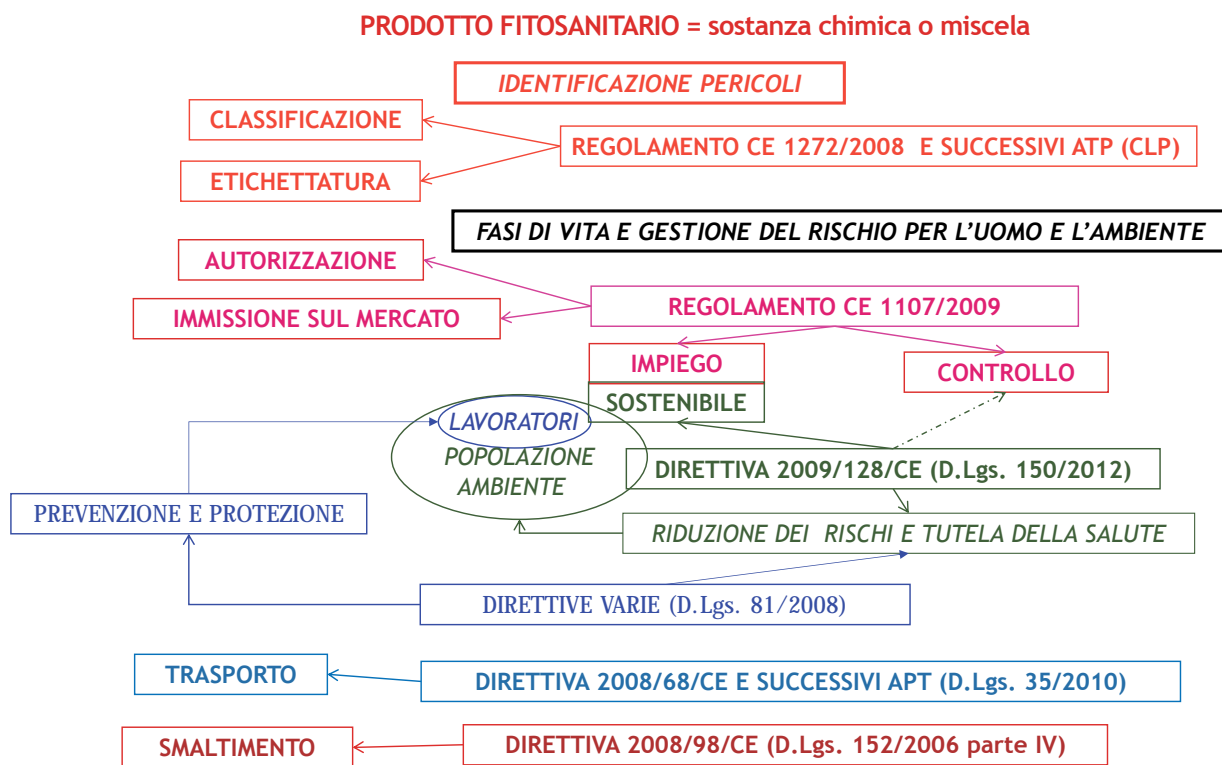 PRODOTTO FITOSANITARIO = sostanza chimica o miscela
IDENTIFICAZIONE PERICOLI
CLASSIFICAZIONE
REGOLAMENTO CE 1272/2008 E SUCCESSIVI ATP (CLP)
ETICHETTATURA
FASI DI VITA E GESTIONE DEL RISCHIO PER L'UOMO E L'AMBIENTE
AUTORIZZAZIONE
REGOLAMENTO CE 1107/2009
IMMISSIONE SUL MERCATO
IMPIEGO
CONTROLLO
SOSTENIBILE
LAVORATORI
POPOLAZIONE
AMBIENTE
DIRETTIVA 2009/128/CE (D.Lgs. 150/2012)
PREVENZIONE E PROTEZIONE
RIDUZIONE DEI RISCHI E TUTELA DELLA SALUTE
DIRETTIVE VARIE (D.Lgs. 81/2008)
TRASPORTO
DIRETTIVA 2008/68/CE E SUCCESSIVI APT (D.Lgs. 35/2010)
SMALTIMENTO
DIRETTIVA 2008/98/CE (D.Lgs. 152/2006 parte IV)